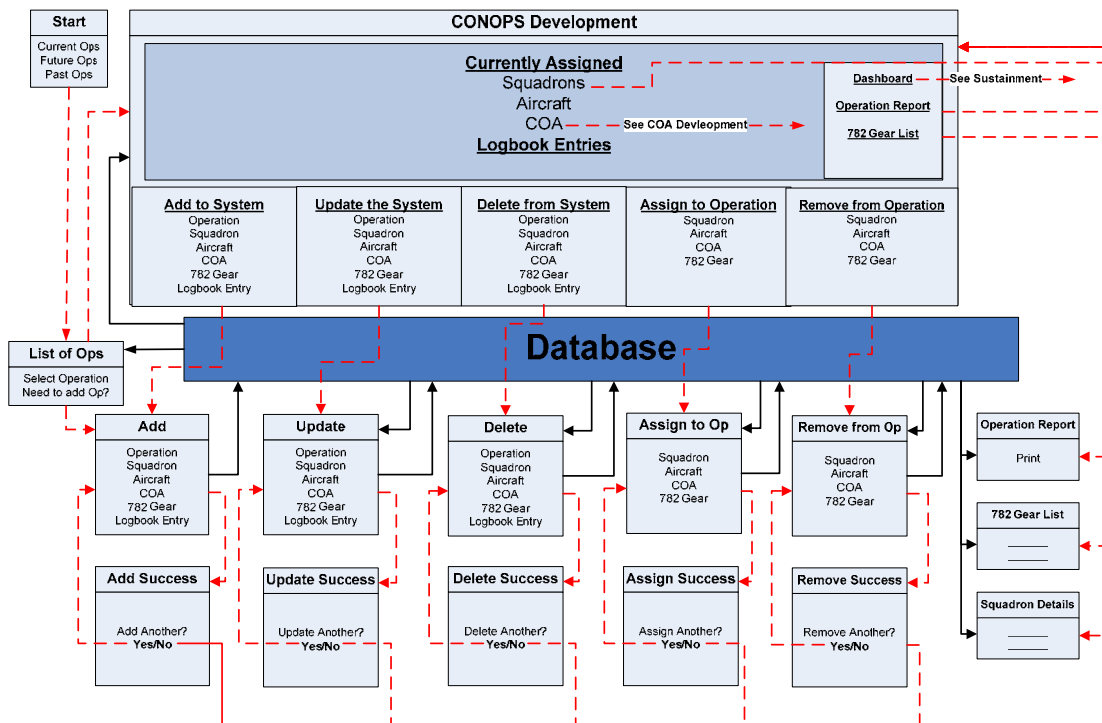 Start
Current Ops
Future Ops
Past Ops
CONOPS Development
Currently Assigned
Squadrons
Aircraft
COA
See COA Devleopment
Logbook Entries
Dashboard
See Sustainment
Operation Report
782 Gear List
Add to System
Operation
Squadron
Aircraft
COA
782 Gear
Logbook Entry
Update the System
Operation
Squadron
Aircraft
COA
782 Gear
Logbook Entry
Delete from System
Operation
Squadron
Aircraft
COA
782 Gear
Logbook Entry
Assign to Operation
Squadron
Aircraft
COA
782 Gear
Remove from Operation
Squadron
Aircraft
COA
782 Gear
Database
List of Ops
Select Operation
Need to add Op?
Add
Operation
Squadron
Aircraft
COA
782 Gear
Logbook Entry
Update
Operation
Squadron
Aircraft
COA
782 Gear
Logbook Entry
Delete
Operation
Squadron
Aircraft
COA
782 Gear
Logbook Entry
Assign to Op
Squadron
Aircraft
COA
782 Gear
Remove from Op
Squadron
Aircraft
COA
782 Gear
Operation Report
Print
782 Gear List
Squadron Details
Add Success
Add Another?
Yes/No
Update Success
Update Another?
Yes/No
Delete Success
Delete Another?
Yes/No
Assign Success
Assign Another?
Yes/No
Remove Success
Remove Another?
Yes/No